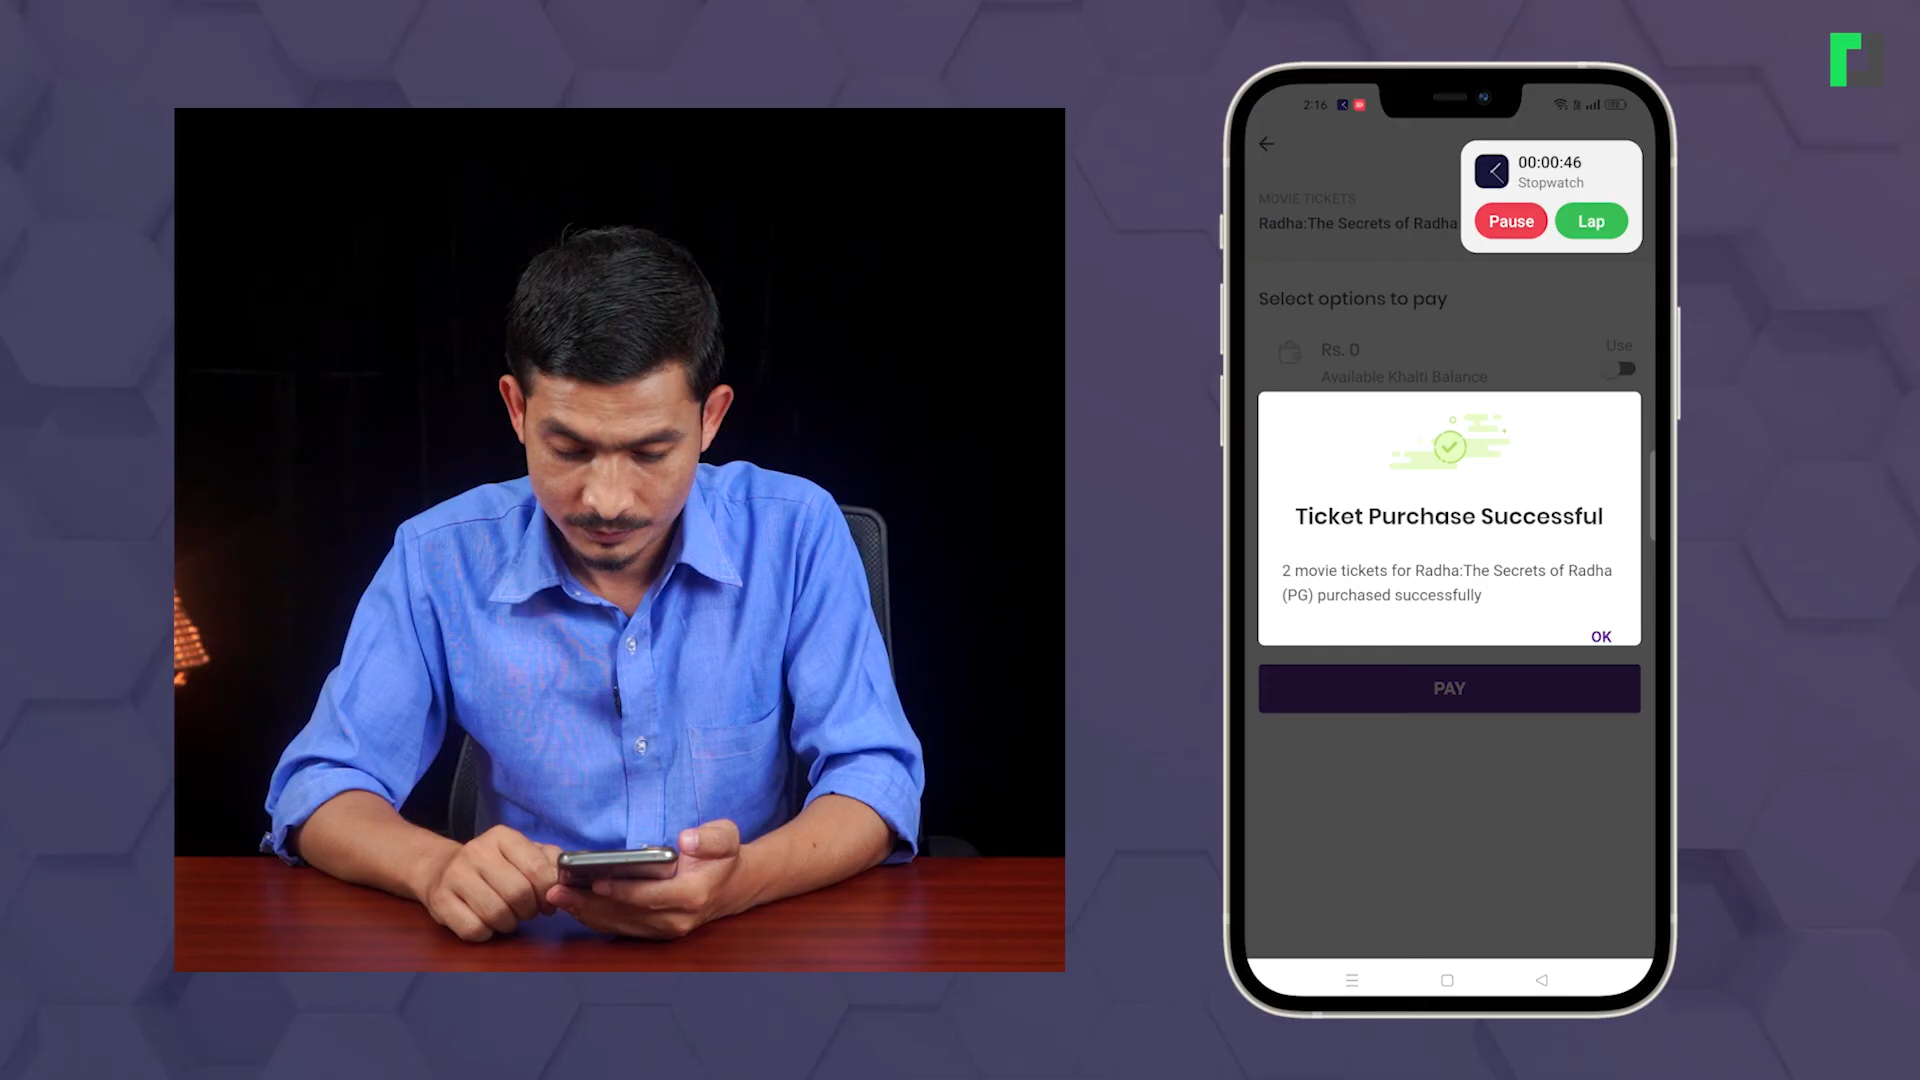 2:16
00:00:46
Stopwatch
Pause
Lap
MOVIE TICKETS
Radha:The Secrets of Radha
Select options to pay
Rs. 0
Use
Available Khalti Balance
Ticket Purchase Successful
2 movie tickets for Radha:The Secrets of Radha
(PG) purchased successfully
OK
PAY